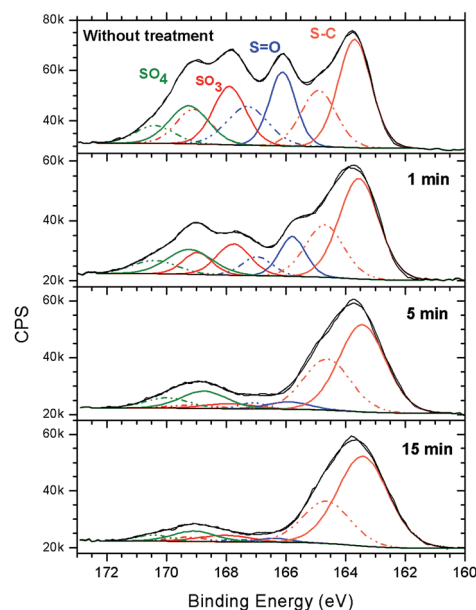 80k
Without treatment
S-C
S=O
60k
SO4
SO3
40k
60k
1 min
40k
20k
CPS
60k
5 min
40k
20k
60k
15 min
40k
20k
172 170 168 166 164 162 160
Binding Energy (eV)